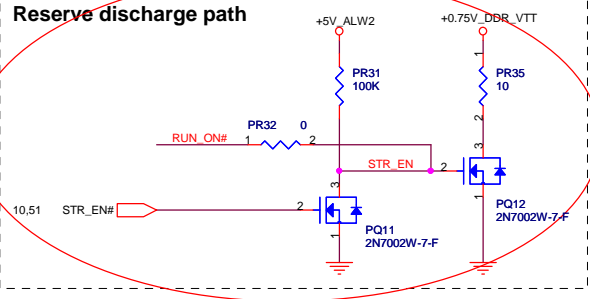 Reserve discharge path
+5V_ALW2
+0.75V_DDR_VTT
PR31
100K
1
PR35
10
2
PR32 0
RUN_ON#
1
2
STR_EN
2
3
3
10,51 STR_EN#
2
1
PQ12
2N7002W-7-F
PQ11
2N7002W-7-F
1